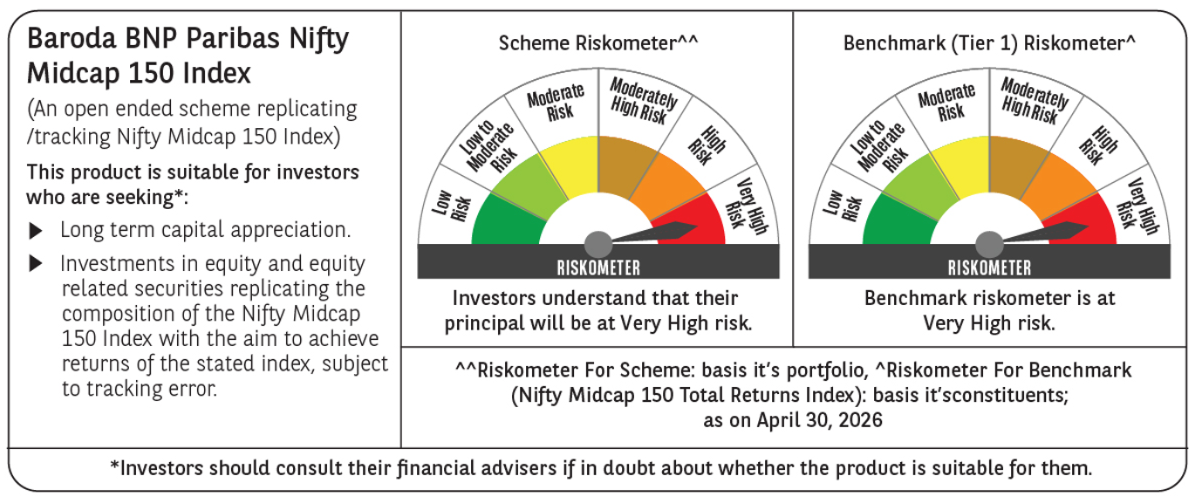 Baroda BNP Paribas Nifty
Midcap 150 Index
(An open ended scheme replicating
/tracking Nifty Midcap 150 Index)
This product is suitable for investors
who are seeking*:
▶ Long term capital appreciation.
▶ Investments in equity and equity
related securities replicating the
composition of the Nifty Midcap
150 Index with the aim to achieve
returns of the stated index, subject
to tracking error.
Scheme Riskometer^^
Low
Risk
Low to
Moderate
Risk
Moderate
Risk
Moderately
High Risk
High
Risk
Very High
Risk
RISKOMETER
Investors understand that their
principal will be at Very High risk.
Benchmark (Tier 1) Riskometer^
Low
Risk
Low to
Moderate
Risk
Moderate
Risk
Moderately
High Risk
High
Risk
Very High
Risk
RISKOMETER
Benchmark riskometer is at
Very High risk.
^^Riskometer For Scheme: basis it's portfolio, ^Riskometer For Benchmark
(Nifty Midcap 150 Total Returns Index): basis it'sconstituents;
as on April 30, 2026
*Investors should consult their financial advisers if in doubt about whether the product is suitable for them.